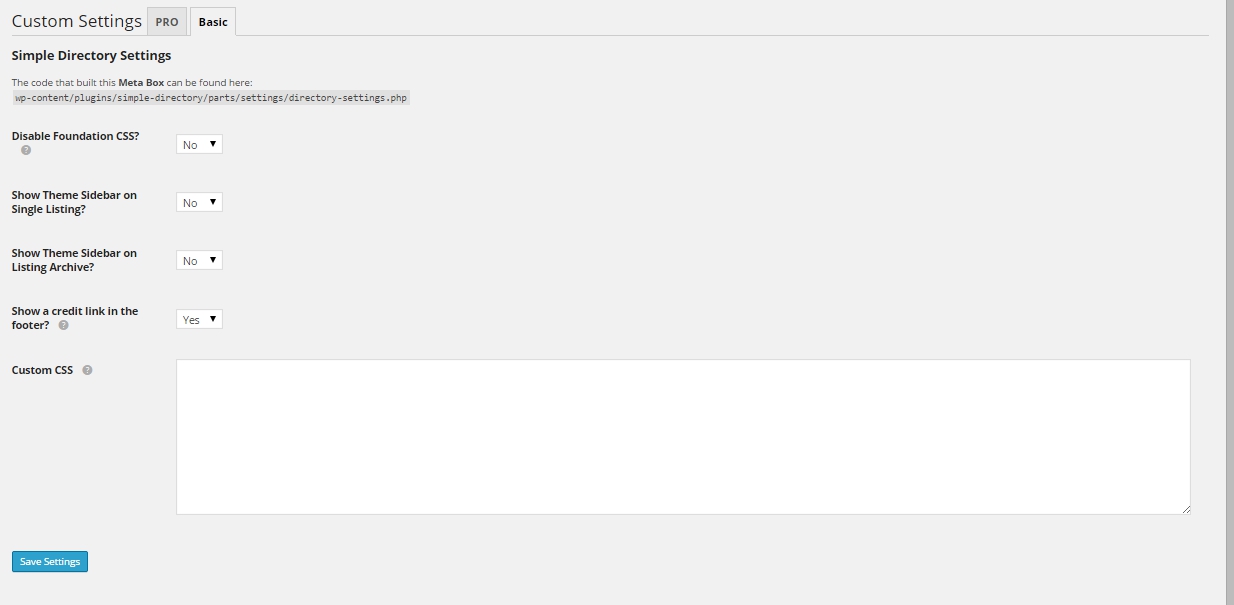 Custom Settings PRO Basic
Simple Directory Settings
The code that built this Meta Box can be found here:
wp-content/plugins/simple-directory/parts/settings/directory-settings.php
Disable Foundation CSS?
? No
Show Theme Sidebar on
Single Listing? No
Show Theme Sidebar on
Listing Archive? No
Show a credit link in the
footer? ? Yes
Custom CSS ?
Save Settings